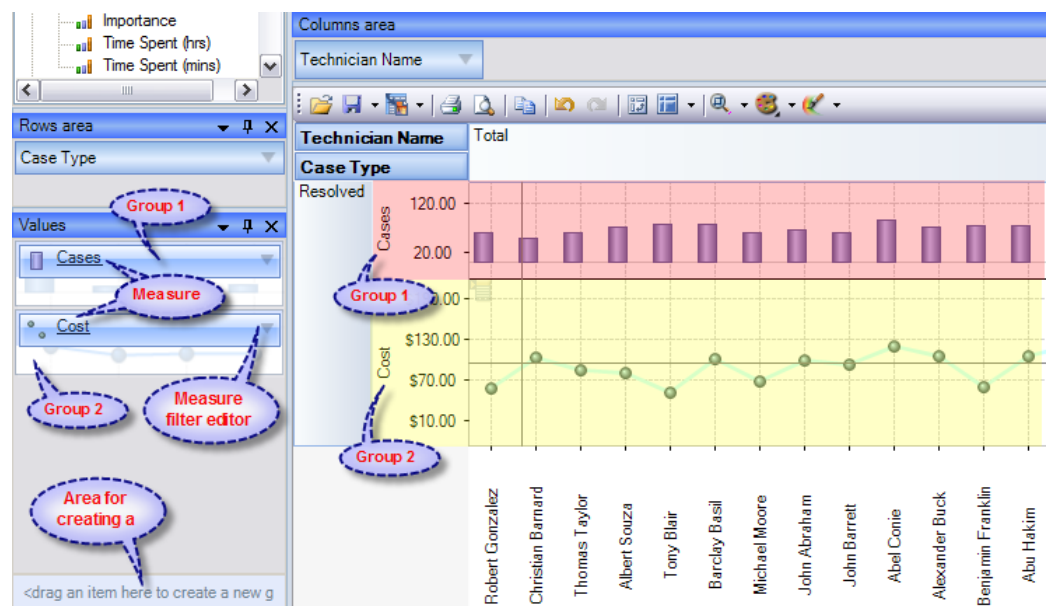 Importance
Time Spent (hrs)
Time Spent (mins)
Rows area
Case Type
Values
Group 1
Cases
Measure
Cost
Group 2
Measure
filter editor
Area for
creating a
<drag an item here to create a new g
Columns area
Technician Name
Technician Name
Total
Case Type
Resolved
Cases
120.00
20.00
Group 1
Cost
0.00
$130.00
$70.00
$10.00
Group 2
Robert Gonzalez
Christian Barnard
Thomas Taylor
Albert Souza
Tony Blair
Barclay Basil
Michael Moore
John Abraham
John Barrett
Abel Conie
Alexander Buck
Benjamin Franklin
Abu Hakim